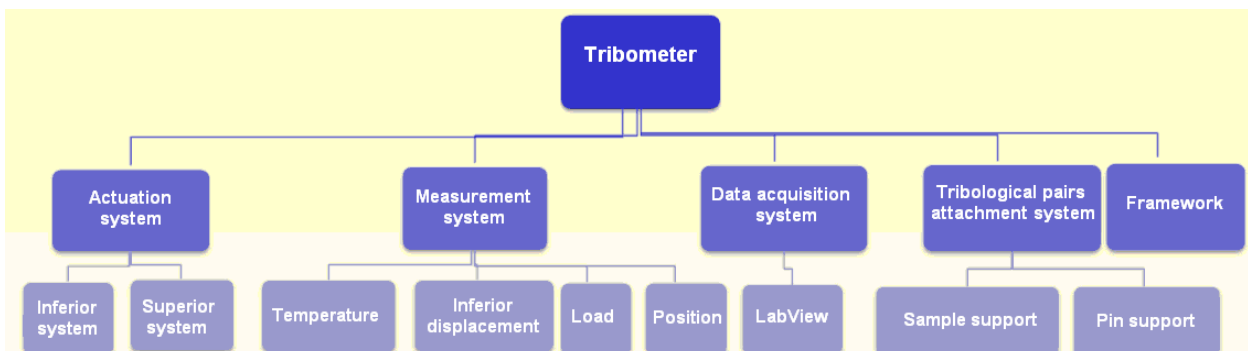 Tribometer
Actuation
system
Measurement
system
Data acquisition
system
Tribological pairs
attachment system
Framework
Inferior
system
Superior
system
Temperature
Inferior
displacement
Load
Position
LabView
Sample support
Pin support